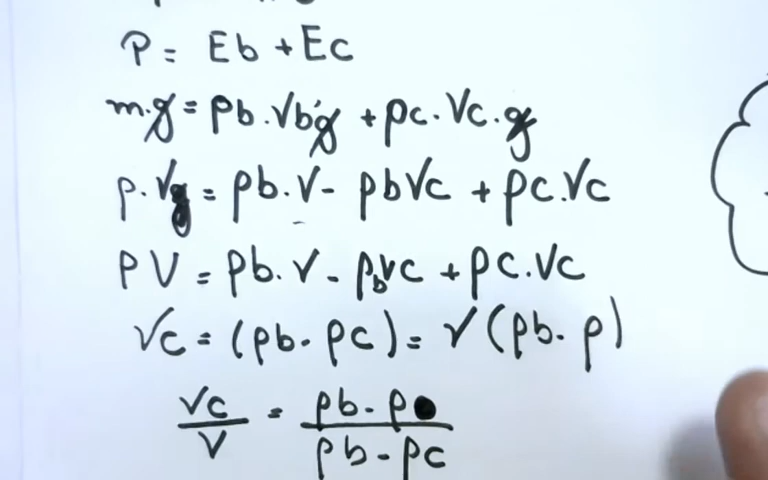 P = Eb + Ec
m.g = ρb.Vb.g + ρc.Vc.g
ρ.Vg = ρb.V - ρbVc + ρc.Vc
ρV = ρb.V - ρbVc + ρc.Vc
Vc = (ρb - ρc) = V(ρb - ρ)
Vc/V = ρb - ρ/ρb - ρc